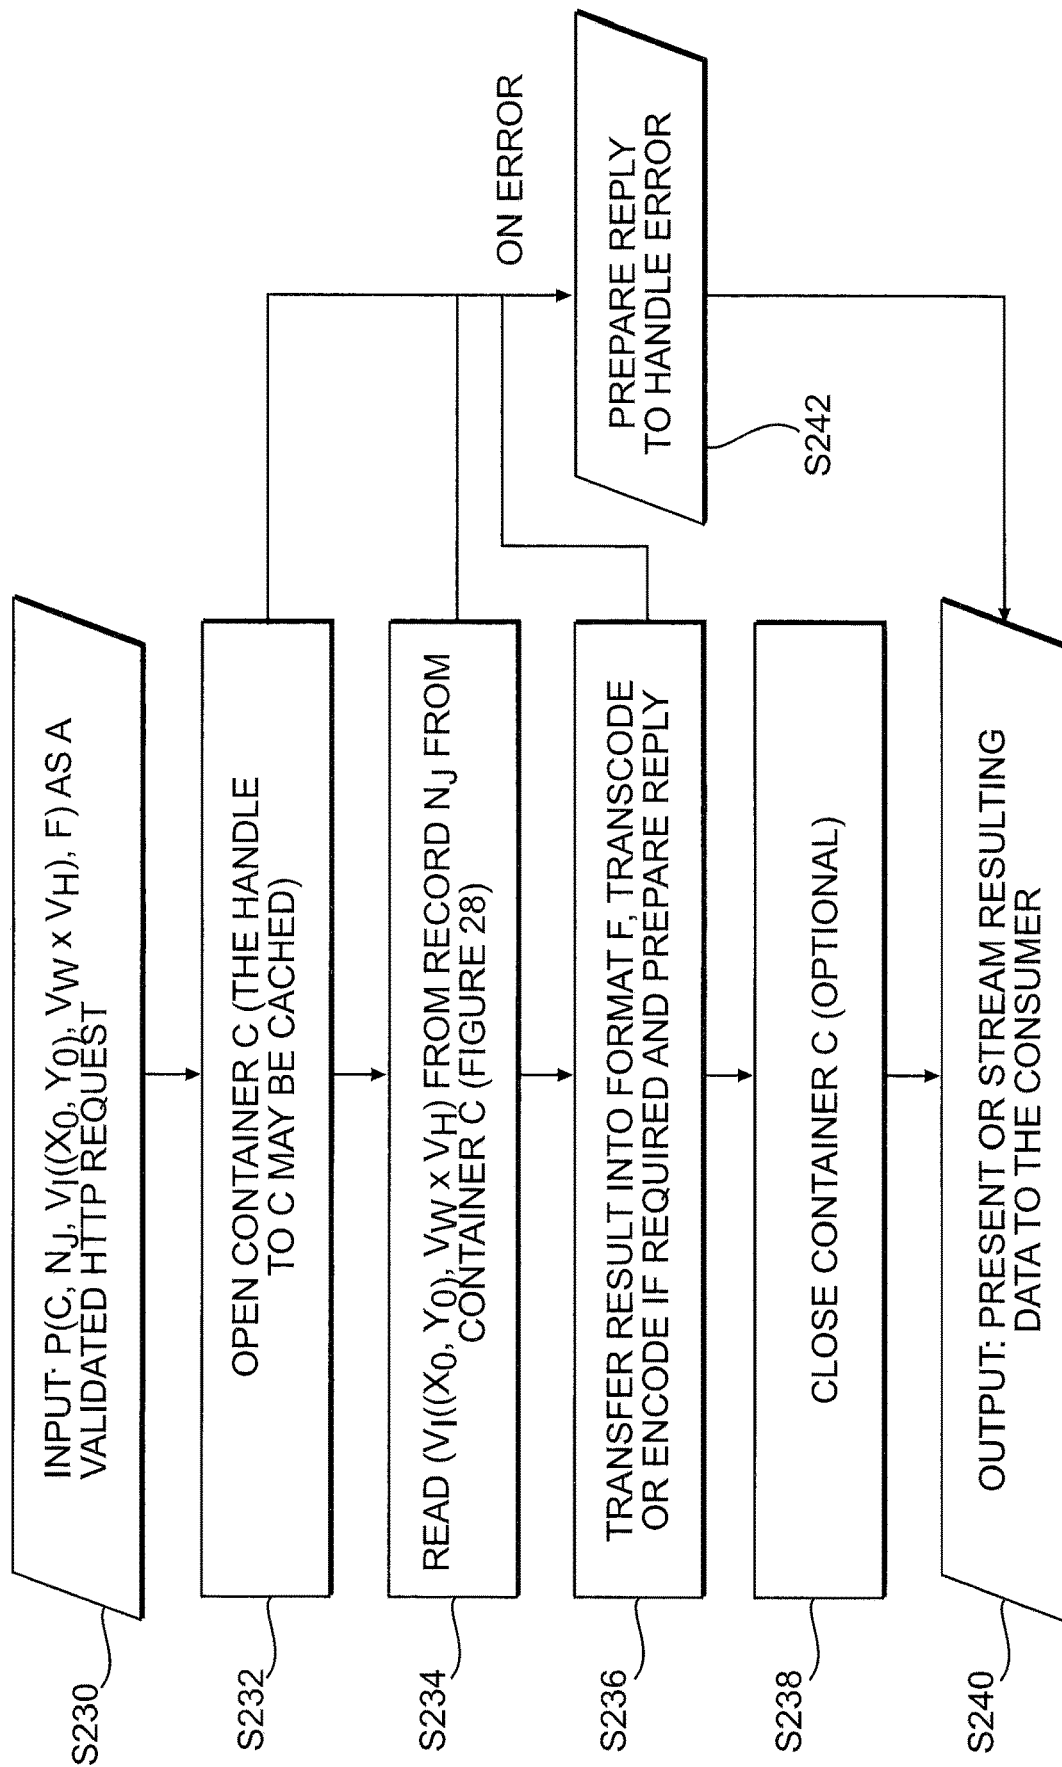 INPUT: P(C, NJ, VI((X0, Y0), VW x VH), F) AS A
VALIDATED HTTP REQUEST
S230
OPEN CONTAINER C (THE HANDLE
TO C MAY BE CACHED)
S232
READ (VI((X0, Y0), VW x VH) FROM RECORD NJ FROM
CONTAINER C (FIGURE 28)
S234
TRANSFER RESULT INTO FORMAT F, TRANSCODE
OR ENCODE IF REQUIRED AND PREPARE REPLY
S236
CLOSE CONTAINER C (OPTIONAL)
S238
OUTPUT: PRESENT OR STREAM RESULTING
DATA TO THE CONSUMER
S240
ON ERROR
PREPARE REPLY
TO HANDLE ERROR
S242